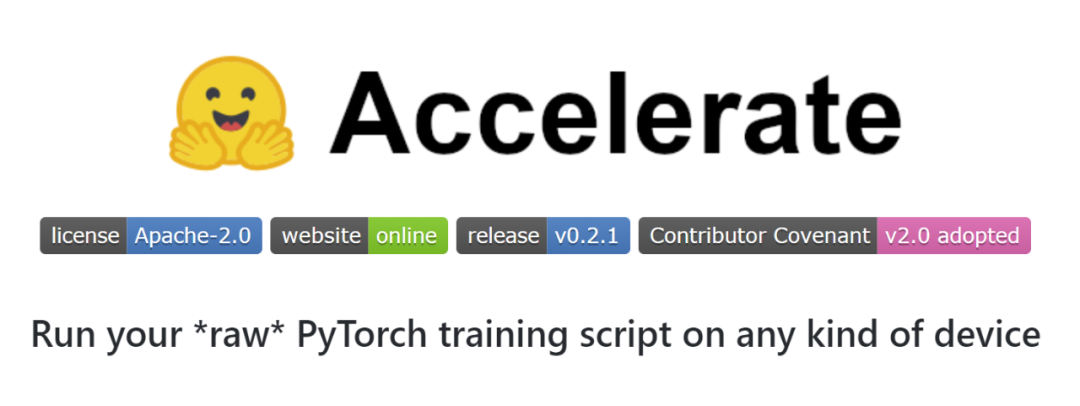 Accelerate
license Apache-2.0 website online release v0.2.1 Contributor Covenant v2.0 adopted
Run your *raw* PyTorch training script on any kind of device